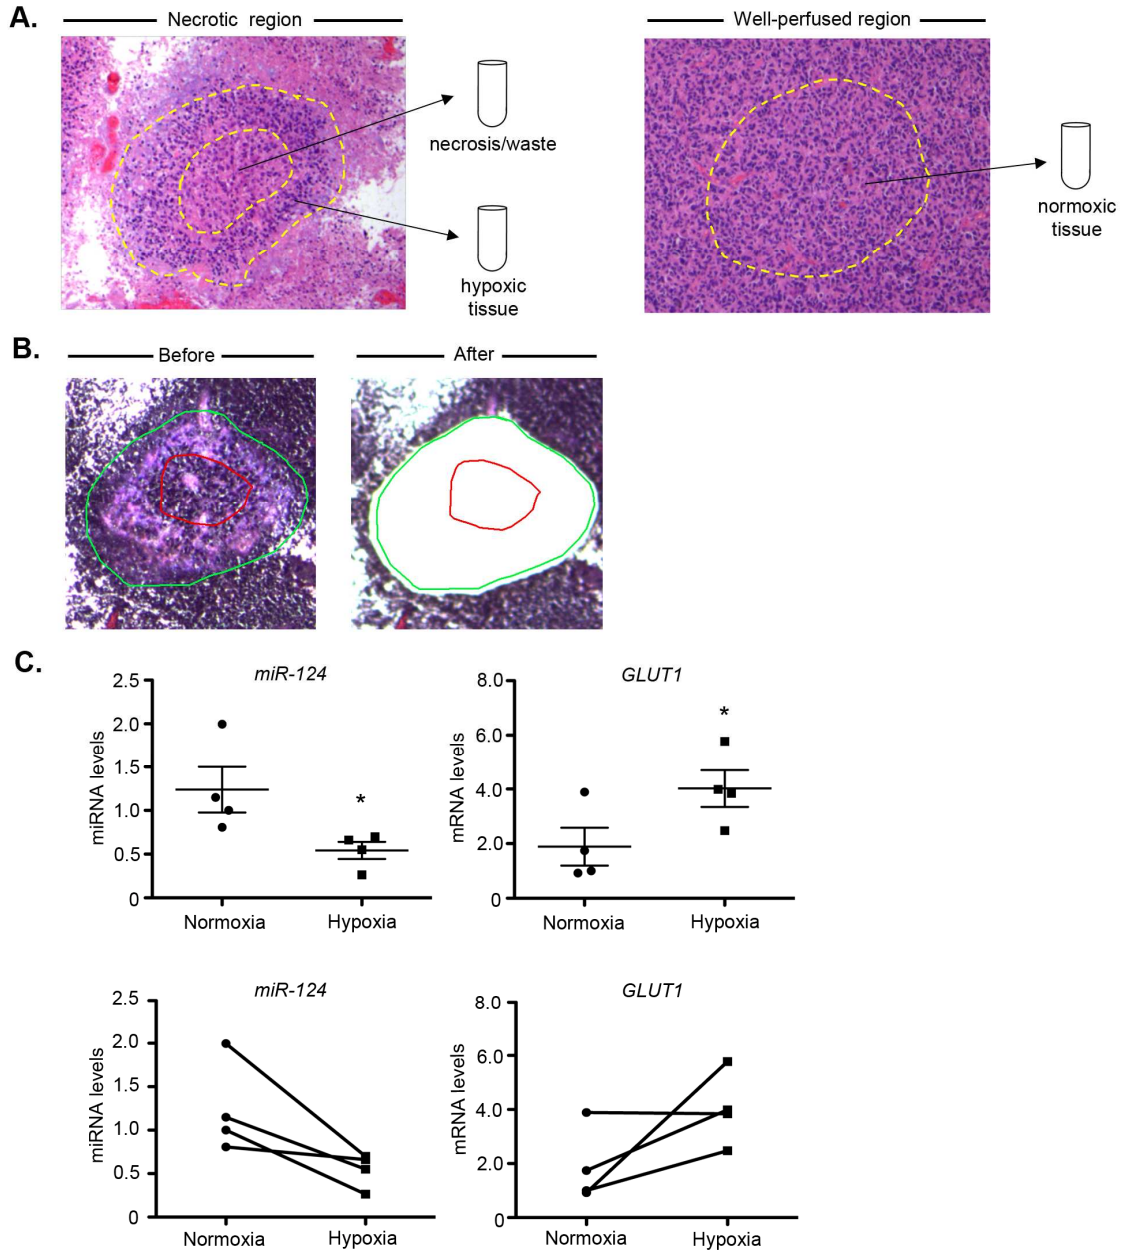 A.
Necrotic region
Well-perfused region
necrosis/waste
hypoxic
tissue
normoxic
tissue
B.
Before
After
C.
miR-124
2.5
2.0
1.5
1.0
0.5
0
miRNA levels
*
Normoxia
Hypoxia
GLUT1
8.0
6.0
4.0
2.0
0
mRNA levels
*
Normoxia
Hypoxia
miR-124
2.5
2.0
1.5
1.0
0.5
0
miRNA levels
Normoxia
Hypoxia
GLUT1
8.0
6.0
4.0
2.0
0
mRNA levels
Normoxia
Hypoxia